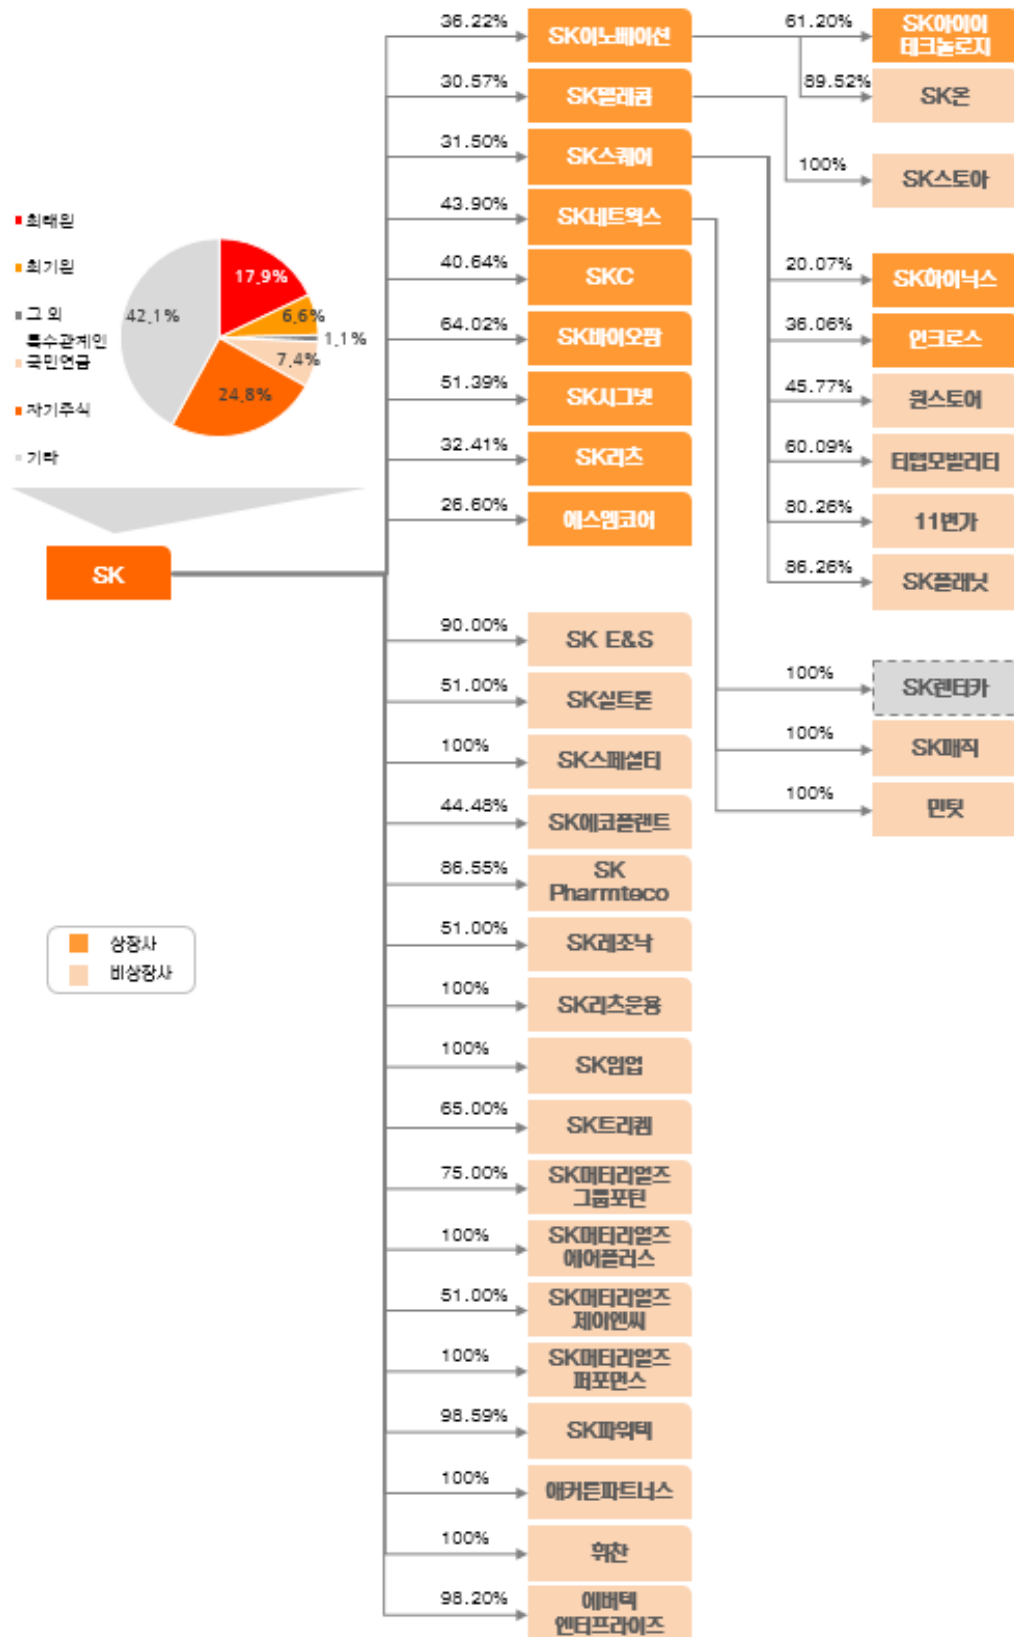 최태원
최기원
그 외
특수관계인
국민연금
자기주식
기타
17.9%
6.6%
1.1%
7.4%
24.8%
42.1%
SK
상장사
비상장사
36.22%
SK이노베이션
30.57%
SK텔레콤
31.50%
SK스퀘어
43.90%
SK네트웍스
40.64%
SKC
64.02%
SK바이오팜
51.39%
SK시그넷
32.41%
SK리츠
26.60%
에스엠코어
90.00%
SK E&S
51.00%
SK실트론
100%
SK스페셜티
44.48%
SK에코플랜트
86.55%
SK
Pharmteco
51.00%
SK레조낙
100%
SK리츠운용
100%
SK임업
65.00%
SK트리켐
75.00%
SK머티리얼즈
그룹포틴
100%
SK머티리얼즈
에어플러스
51.00%
SK머티리얼즈
제이엔씨
100%
SK머티리얼즈
퍼포먼스
98.59%
SK파워텍
100%
애커튼파트너스
100%
휘찬
98.20%
에버텍
엔터프라이즈
61.20%
SK아이이
테크놀로지
89.52%
SK온
100%
SK스토아
20.07%
SK하이닉스
36.06%
인크로스
45.77%
원스토어
60.09%
티맵모빌리티
80.26%
11번가
86.26%
SK플래닛
100%
SK렌터카
100%
SK매직
100%
민팃